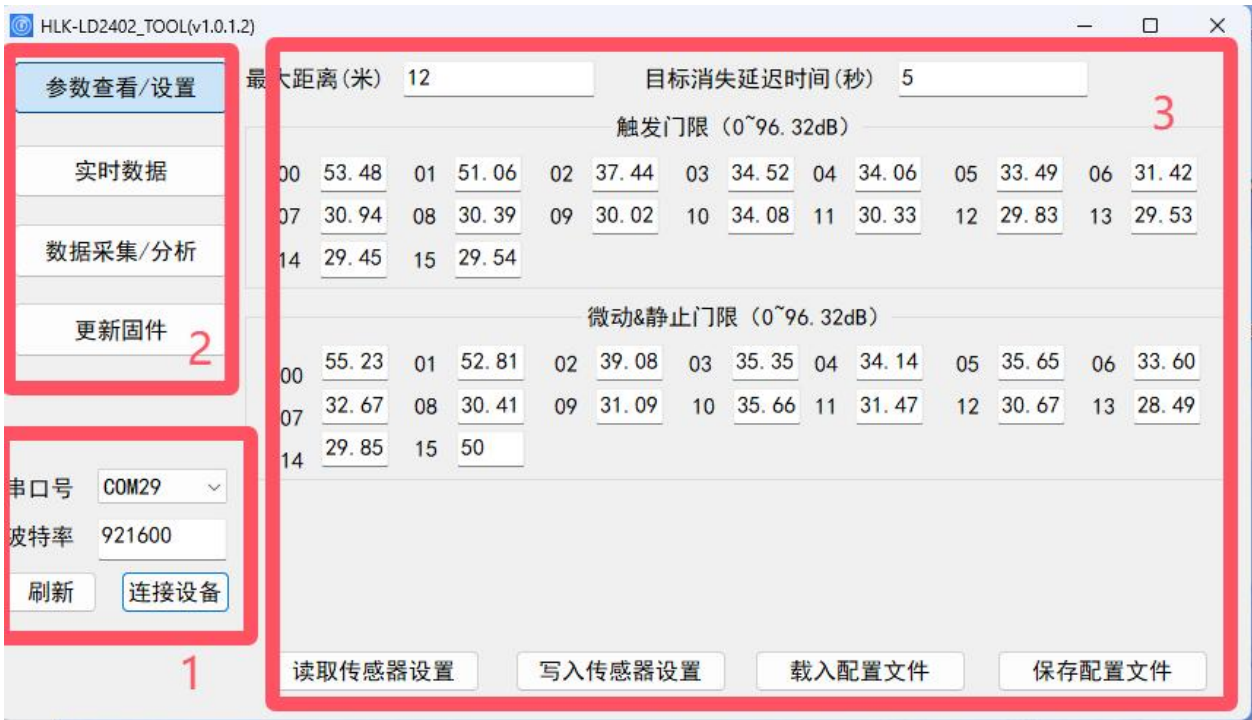 HLK-LD2402_TOOL(v1.0.1.2)
参数查看/设置
实时数据
数据采集/分析
更新固件
2
串口号 COM29
波特率 921600
刷新 连接设备
1
最大距离(米) 12 目标消失延迟时间(秒) 5
3
触发门限（0~96.32dB）
00 53.48 01 51.06 02 37.44 03 34.52 04 34.06 05 33.49 06 31.42
07 30.94 08 30.39 09 30.02 10 34.08 11 30.33 12 29.83 13 29.53
14 29.45 15 29.54
微动&静止门限（0~96.32dB）
00 55.23 01 52.81 02 39.08 03 35.35 04 34.14 05 35.65 06 33.60
07 32.67 08 30.41 09 31.09 10 35.66 11 31.47 12 30.67 13 28.49
14 29.85 15 50
读取传感器设置 写入传感器设置 载入配置文件 保存配置文件